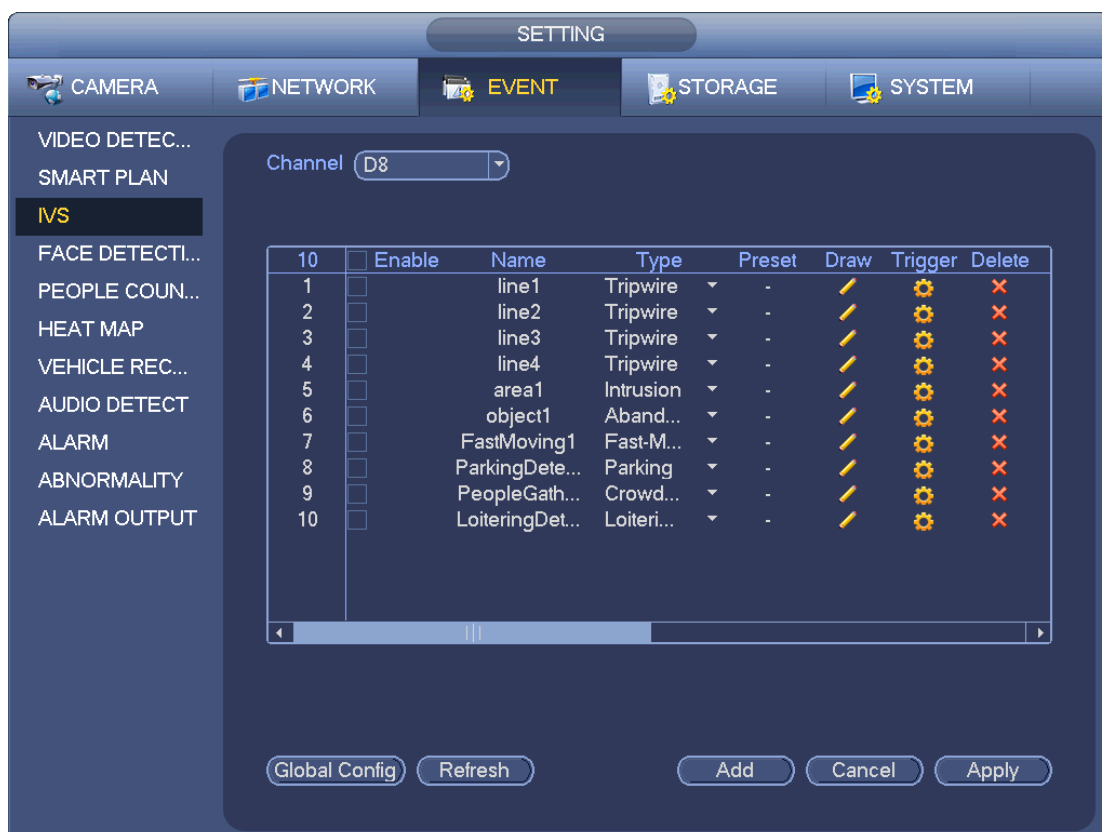 SETTING
CAMERA NETWORK EVENT STORAGE SYSTEM
VIDEO DETEC...
SMART PLAN
IVS
FACE DETECTI...
PEOPLE COUN...
HEAT MAP
VEHICLE REC...
AUDIO DETECT
ALARM
ABNORMALITY
ALARM OUTPUT
Channel D8
10 Enable Name Type Preset Draw Trigger Delete
1 line1 Tripwire -
2 line2 Tripwire -
3 line3 Tripwire -
4 line4 Tripwire -
5 area1 Intrusion -
6 object1 Aband... -
7 FastMoving1 Fast-M... -
8 ParkingDete... Parking -
9 PeopleGath... Crowd... -
10 LoiteringDet... Loiteri... -
Global Config Refresh Add Cancel Apply